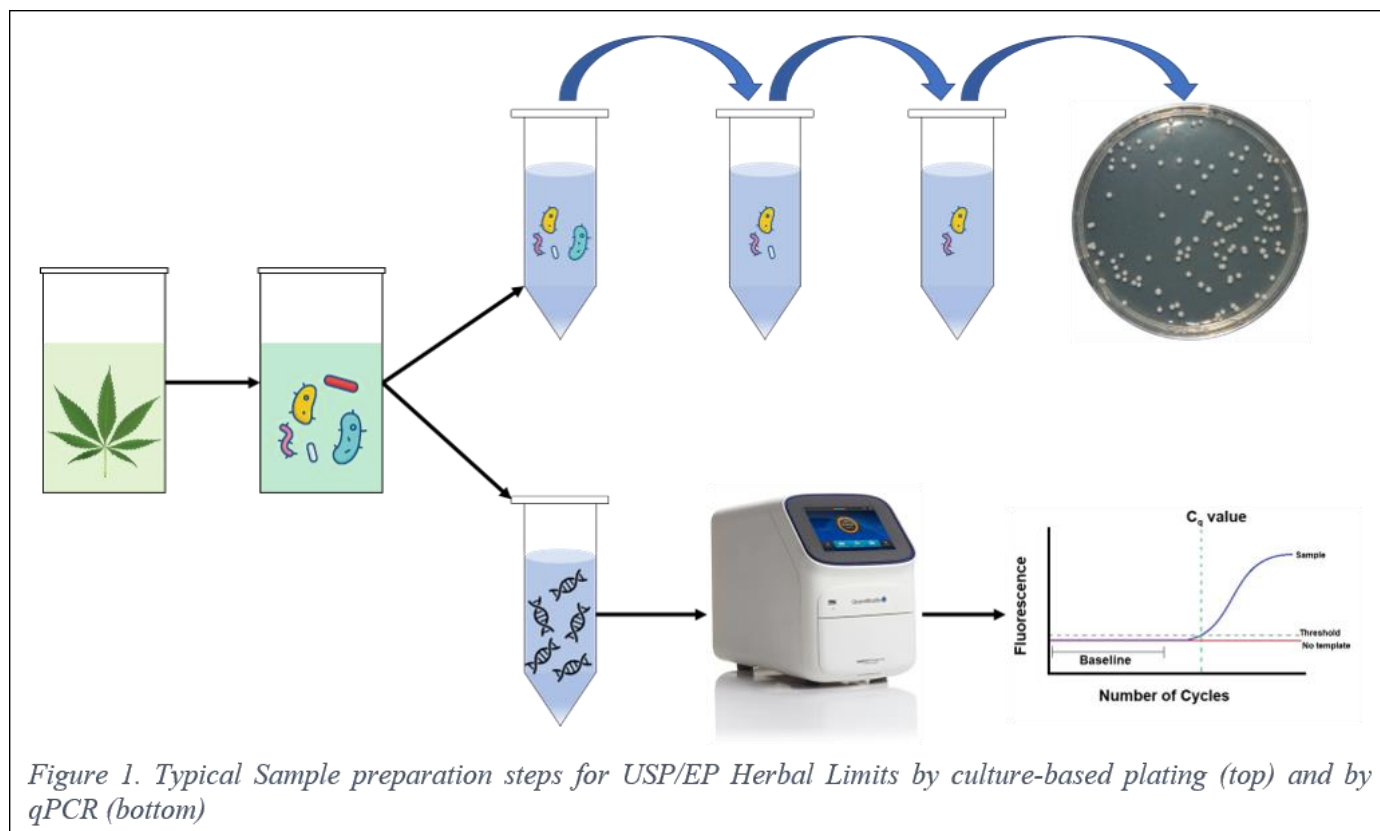 C_q value
Sample
Fluorescence
Threshold
No template
Baseline
Number of Cycles
Figure 1. Typical Sample preparation steps for USP/EP Herbal Limits by culture-based plating (top) and by
qPCR (bottom)